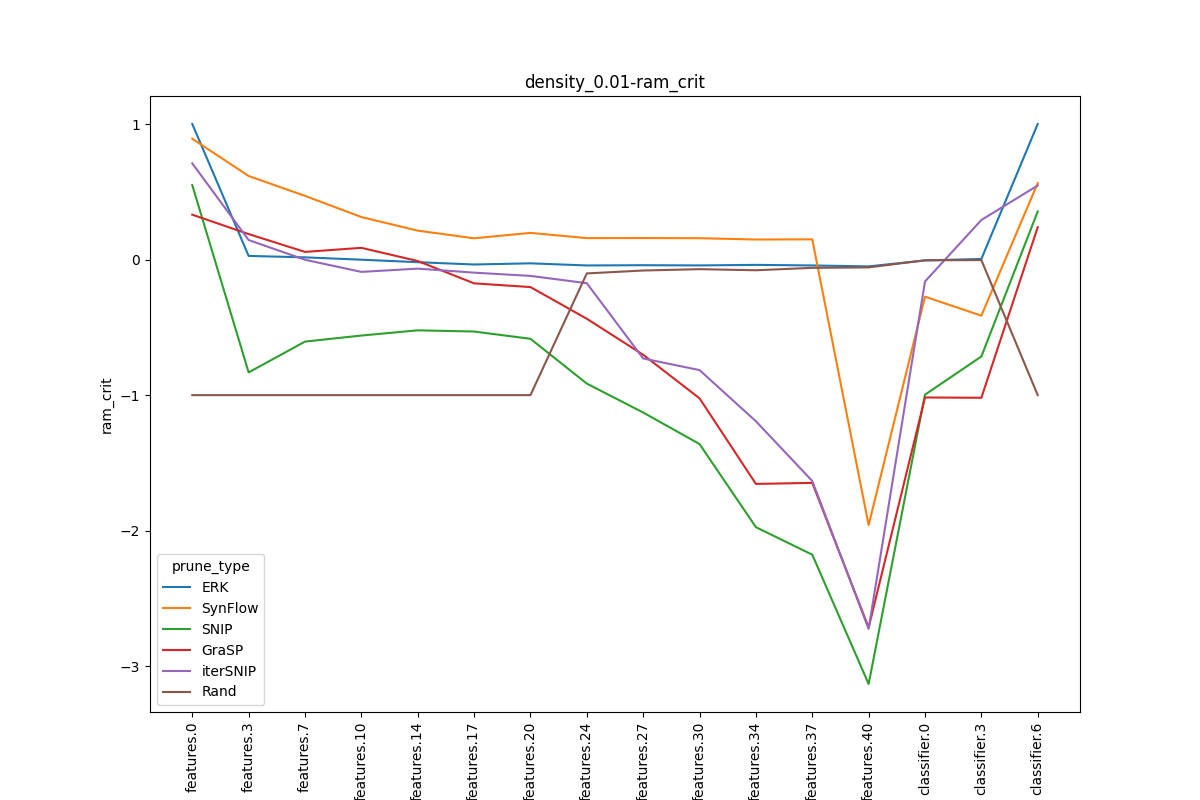 density_0.01-ram_crit
ram_crit
1
0
−1
−2
−3
prune_type
ERK
SynFlow
SNIP
GraSP
iterSNIP
Rand
features.0
features.3
features.7
features.10
features.14
features.17
features.20
features.24
features.27
features.30
features.34
features.37
features.40
classifier.0
classifier.3
classifier.6